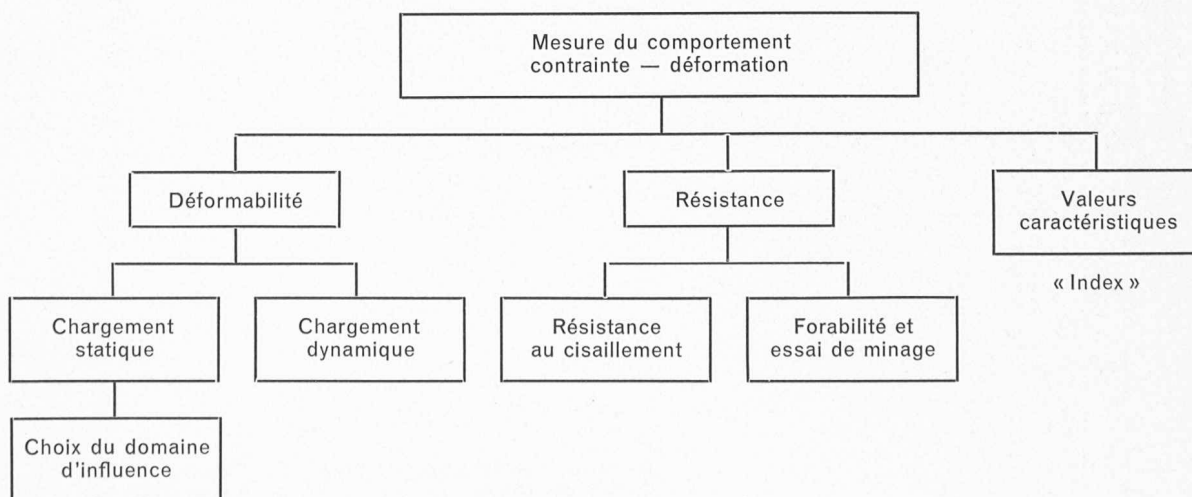 Mesure du comportement
contrainte — déformation
Déformabilité
Résistance
Valeurs
caractéristiques
« Index »
Chargement
statique
Chargement
dynamique
Résistance
au cisaillement
Forabilité et
essai de minage
Choix du domaine
d'influence